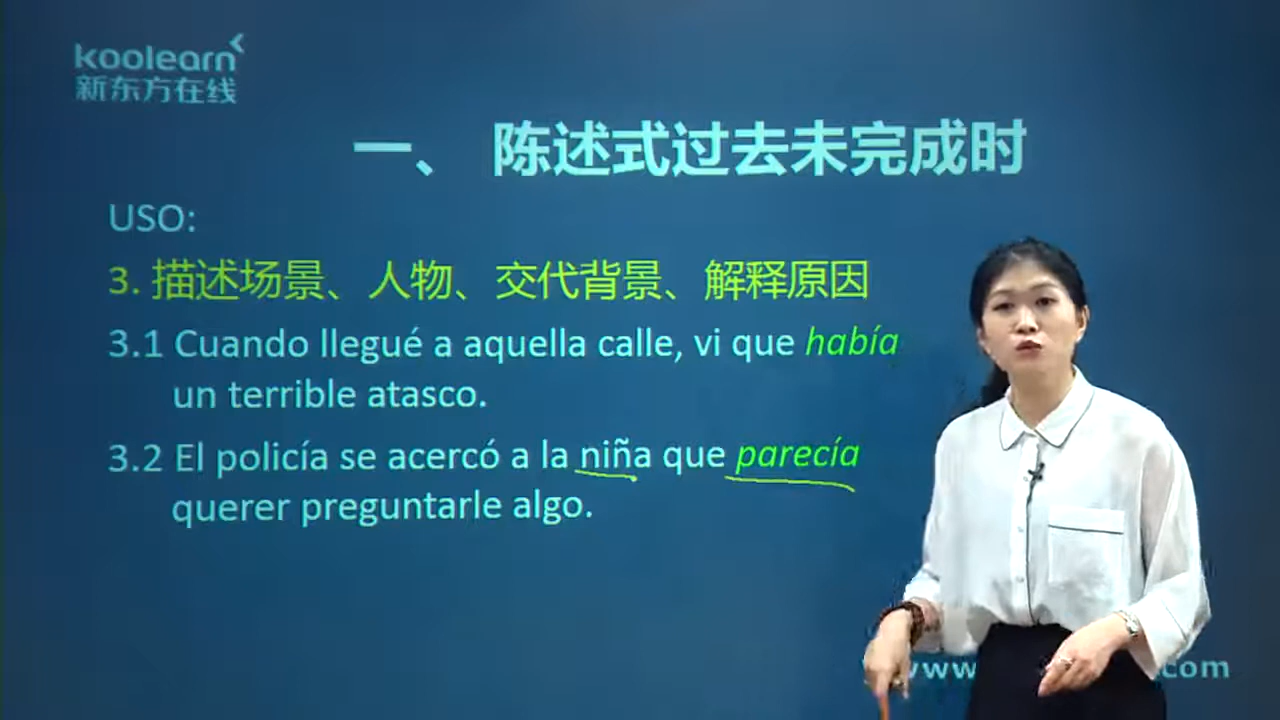 koolearn
新东方在线
一、 陈述式过去未完成时
USO:
3. 描述场景、人物、交代背景、解释原因
3.1 Cuando llegué a aquella calle, vi que había
un terrible atasco.
3.2 El policía se acercó a la niña que parecía
querer preguntarle algo.
www.
.com